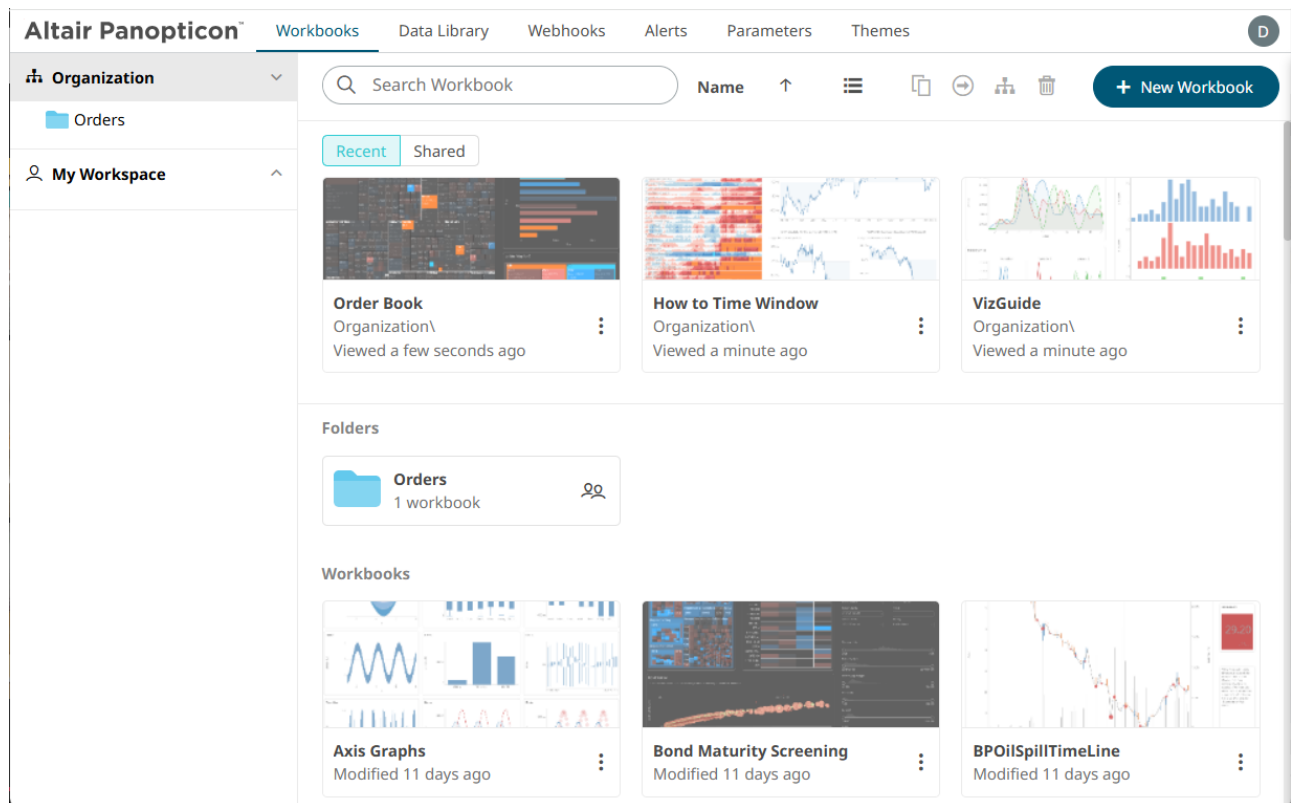 Altair Panopticon™ Workbooks Data Library Webhooks Alerts Parameters Themes D
Organization
Orders
My Workspace
Search Workbook Name + New Workbook
Recent Shared
Order Book
Organization\
Viewed a few seconds ago
How to Time Window
Organization\
Viewed a minute ago
VizGuide
Organization\
Viewed a minute ago
Folders
Orders
1 workbook
Workbooks
29.20
Axis Graphs
Modified 11 days ago
Bond Maturity Screening
Modified 11 days ago
BPOilSpillTimeLine
Modified 11 days ago